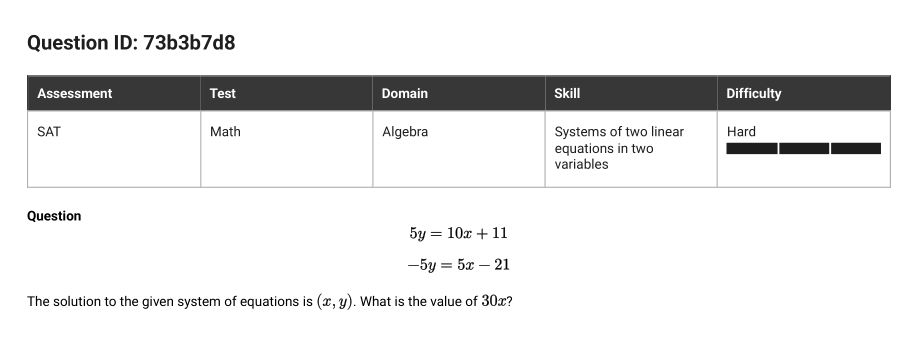 Question ID: 73b3b7d8
Assessment Test Domain Skill Difficulty
SAT Math Algebra Systems of two linear equations in two variables Hard
Question
5y = 10x + 11
−5y = 5x − 21
The solution to the given system of equations is (x, y). What is the value of 30x?